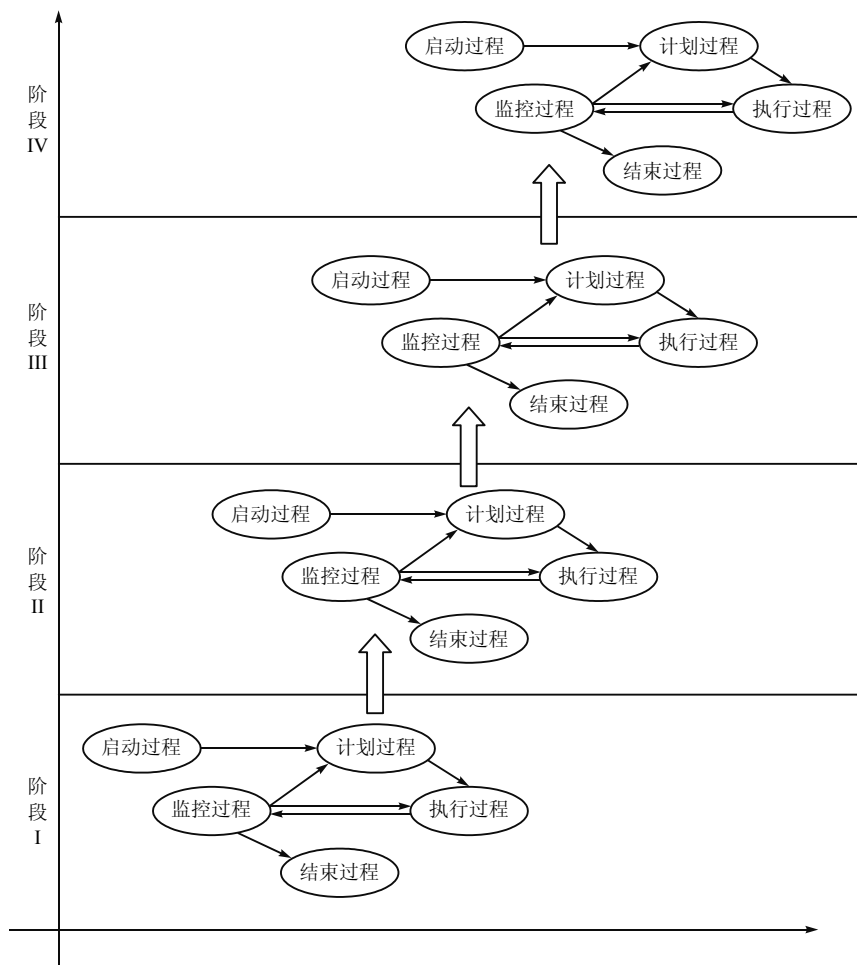 启动过程
计划过程
监控过程
执行过程
结束过程
阶
段
IV
启动过程
计划过程
监控过程
执行过程
结束过程
阶
段
III
启动过程
计划过程
监控过程
执行过程
结束过程
阶
段
II
启动过程
计划过程
监控过程
执行过程
结束过程
阶
段
I